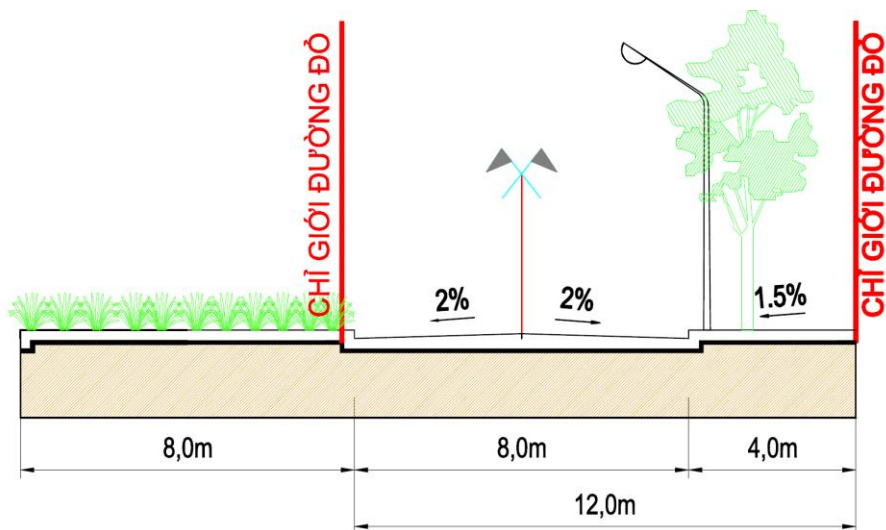 CHỈ GIỚI ĐƯỜNG ĐỎ
CHỈ GIỚI ĐƯỜNG ĐỎ
2%
2%
1.5%
8,0m
8,0m
4,0m
12,0m